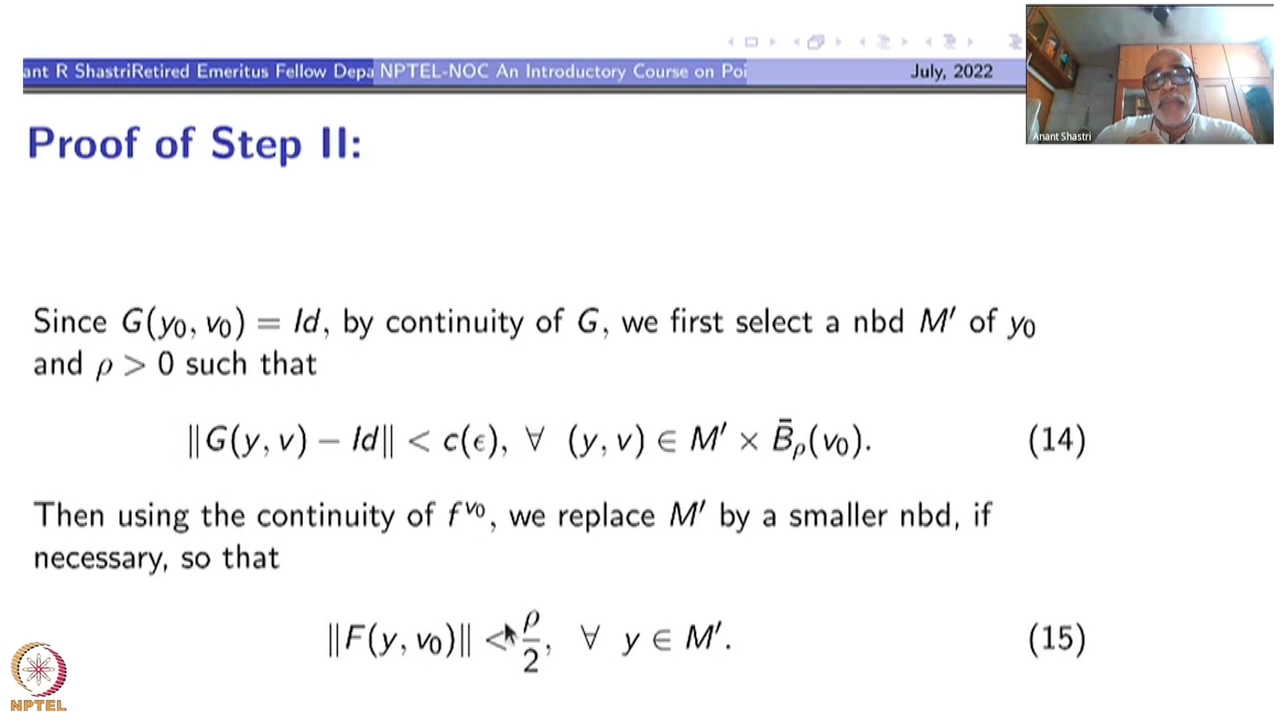 ant R ShastriRetired Emeritus Fellow Depa NPTEL-NOC An Introductory Course on Poi July, 2022
Anant Shastri
Proof of Step II:
Since G(y₀, v₀) = Id, by continuity of G, we first select a nbd M′ of y₀
and ρ > 0 such that
‖G(y, v) − Id‖ < c(ϵ), ∀ (y, v) ∈ M′ × B̄ρ(v₀). (14)
Then using the continuity of f^{v₀}, we replace M′ by a smaller nbd, if
necessary, so that
‖F(y, v₀)‖ < ρ/2, ∀ y ∈ M′. (15)
NPTEL